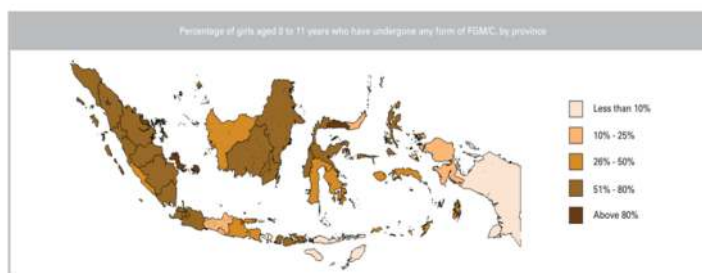 Percentage of girls aged 0 to 11 years who have undergone any form of FGM/C, by province
Less than 10%
10% - 25%
26% - 50%
51% - 80%
Above 80%